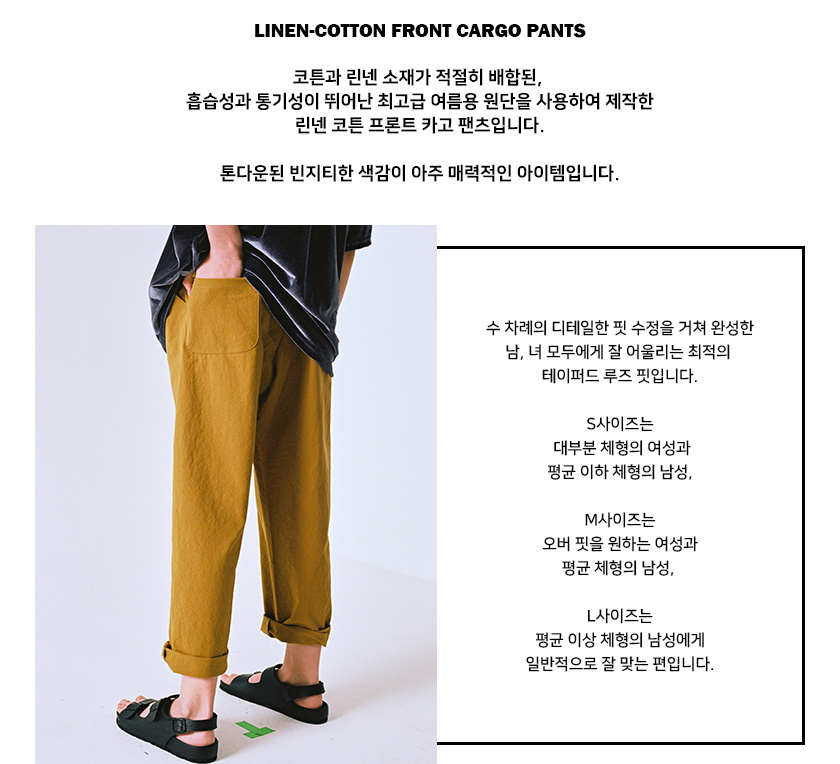 LINEN-COTTON FRONT CARGO PANTS
코튼과 린넨 소재가 적절히 배합된,
흡습성과 통기성이 뛰어난 최고급 여름용 원단을 사용하여 제작한
린넨 코튼 프론트 카고 팬츠입니다.
톤다운된 빈지티한 색감이 아주 매력적인 아이템입니다.
수 차례의 디테일한 핏 수정을 거쳐 완성한
남, 녀 모두에게 잘 어울리는 최적의
테이퍼드 루즈 핏입니다.
S사이즈는
대부분 체형의 여성과
평균 이하 체형의 남성,
M사이즈는
오버 핏을 원하는 여성과
평균 체형의 남성,
L사이즈는
평균 이상 체형의 남성에게
일반적으로 잘 맞는 편입니다.